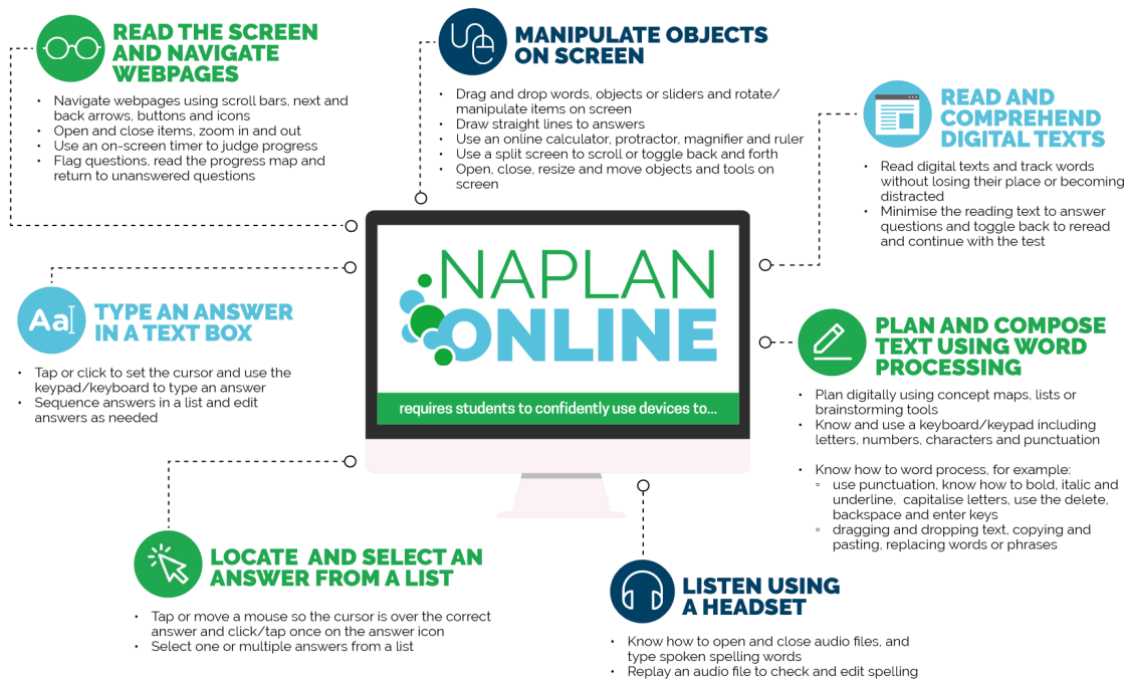 READ THE SCREEN
AND NAVIGATE
WEBPAGES
• Navigate webpages using scroll bars, next and
back arrows, buttons and icons
• Open and close items, zoom in and out
• Use an on-screen timer to judge progress
• Flag questions, read the progress map and
return to unanswered questions
MANIPULATE OBJECTS
ON SCREEN
• Drag and drop words, objects or sliders and rotate/
manipulate items on screen
• Draw straight lines to answers
• Use an online calculator, protractor, magnifier and ruler
• Use a split screen to scroll or toggle back and forth
• Open, close, resize and move objects and tools on
screen
READ AND
COMPREHEND
DIGITAL TEXTS
• Read digital texts and track words
without losing their place or becoming
distracted
• Minimise the reading text to answer
questions and toggle back to reread
and continue with the test
NAPLAN
ONLINE
requires students to confidently use devices to...
Aa
TYPE AN ANSWER
IN A TEXT BOX
• Tap or click to set the cursor and use the
keypad/keyboard to type an answer
• Sequence answers in a list and edit
answers as needed
PLAN AND COMPOSE
TEXT USING WORD
PROCESSING
• Plan digitally using concept maps, lists or
brainstorming tools
• Know and use a keyboard/keypad including
letters, numbers, characters and punctuation
• Know how to word process, for example:
▫ use punctuation, know how to bold, italic and
underline, capitalise letters, use the delete,
backspace and enter keys
▫ dragging and dropping text, copying and
pasting, replacing words or phrases
LOCATE AND SELECT AN
ANSWER FROM A LIST
• Tap or move a mouse so the cursor is over the correct
answer and click/tap once on the answer icon
• Select one or multiple answers from a list
LISTEN USING
A HEADSET
• Know how to open and close audio files, and
type spoken spelling words
• Replay an audio file to check and edit spelling